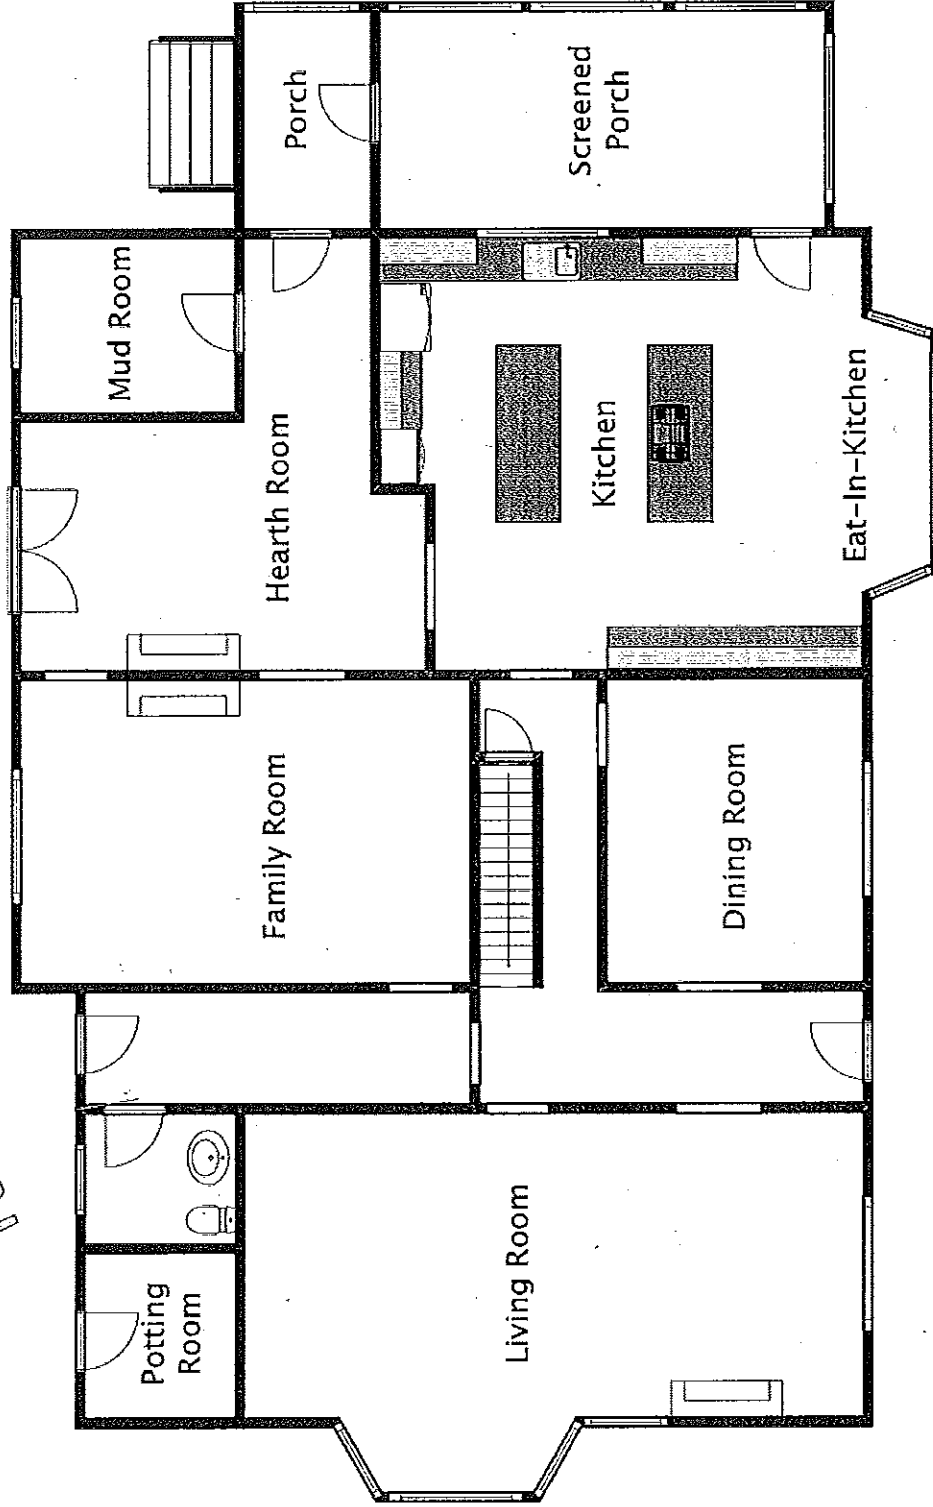 Porch
Screened
Porch
Mud Room
Hearth Room
Kitchen
Eat-In-Kitchen
Family Room
Dining Room
Living Room
Potting
Room